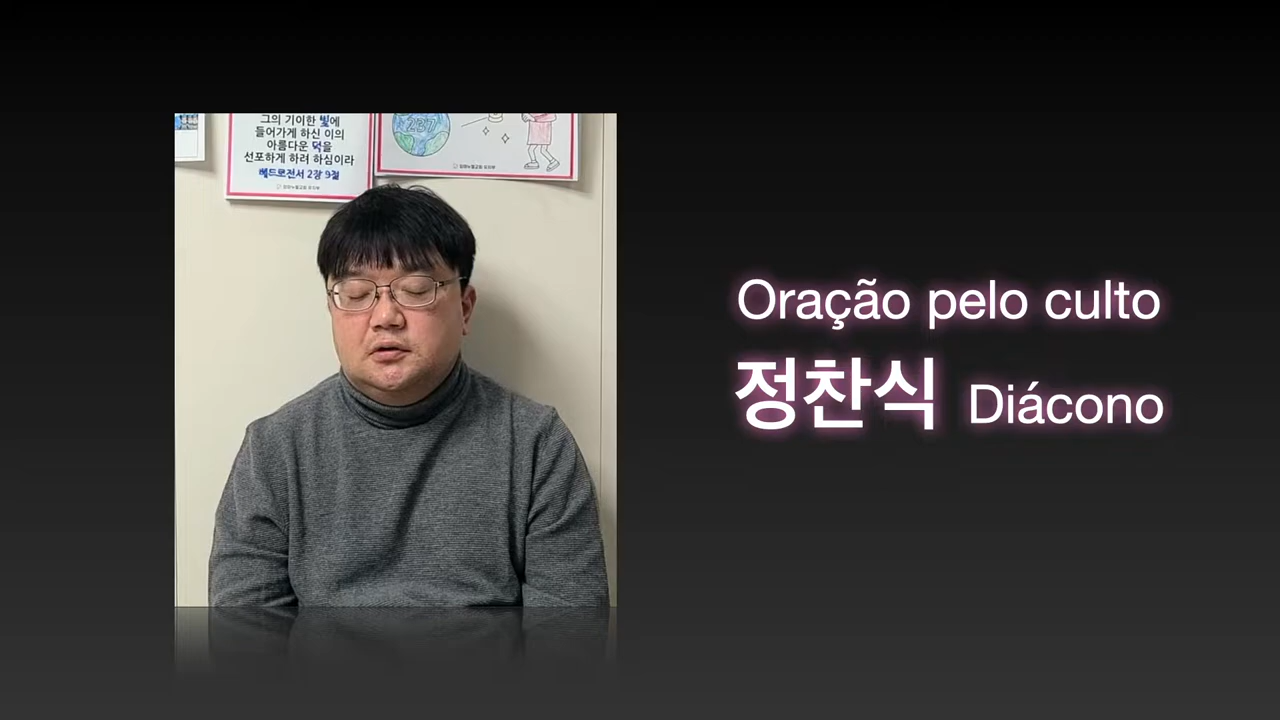 그의 기이한 빛에
들어가게 하신 이의
아름다운 덕을
선포하게 하려 하심이라
베드로전서 2장 9절
237
Oração pelo culto
정찬식 Diácono